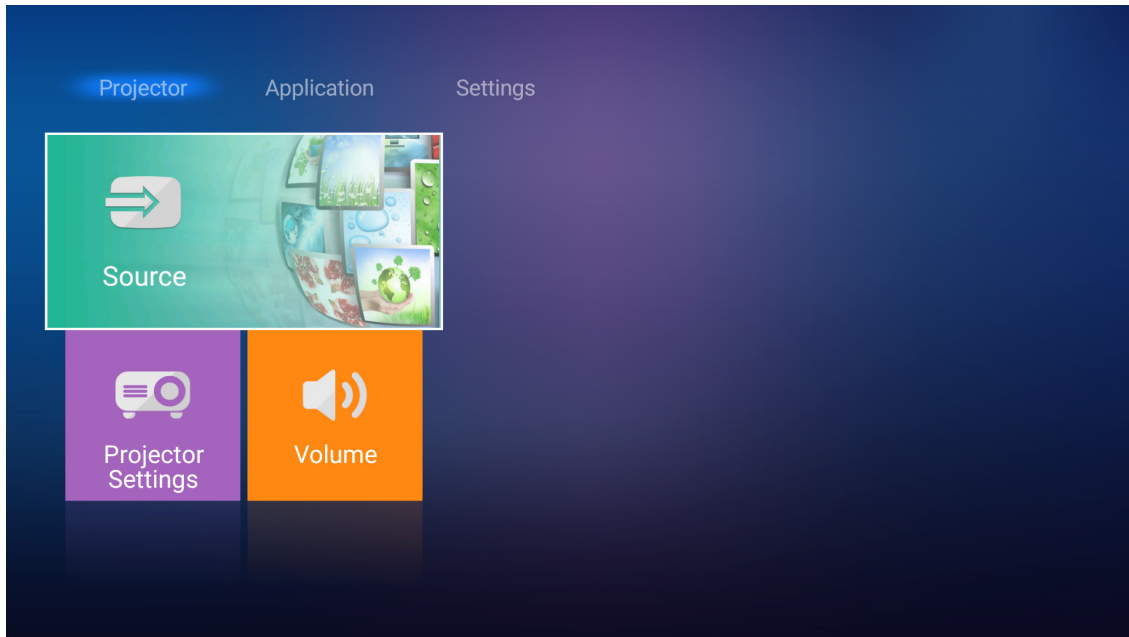 Projector
Application
Settings
Source
Projector
Settings
Volume